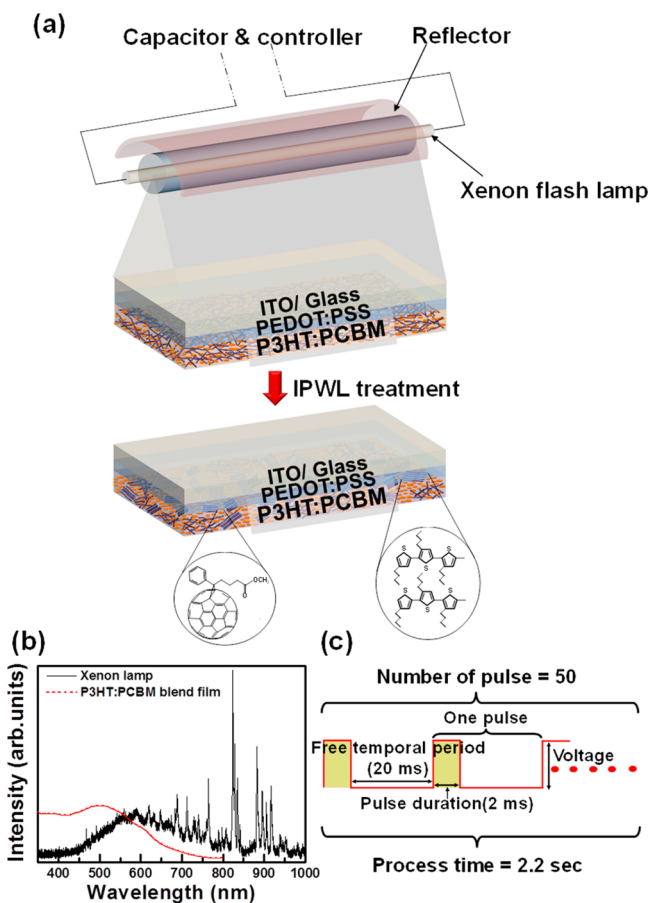 (a)
Capacitor & controller
Reflector
Xenon flash lamp
ITO/ Glass
PEDOT:PSS
P3HT:PCBM
IPWL treatment
ITO/ Glass
PEDOT:PSS
P3HT:PCBM
OCH3
O
S
S
S
S
S
S
(b)
Xenon lamp
P3HT:PCBM blend film
Intensity (arb.units)
400 500 600 700 800 900 1000
Wavelength (nm)
(c)
Number of pulse = 50
One pulse
Free temporal period
(20 ms)
Voltage
Pulse duration(2 ms)
Process time = 2.2 sec